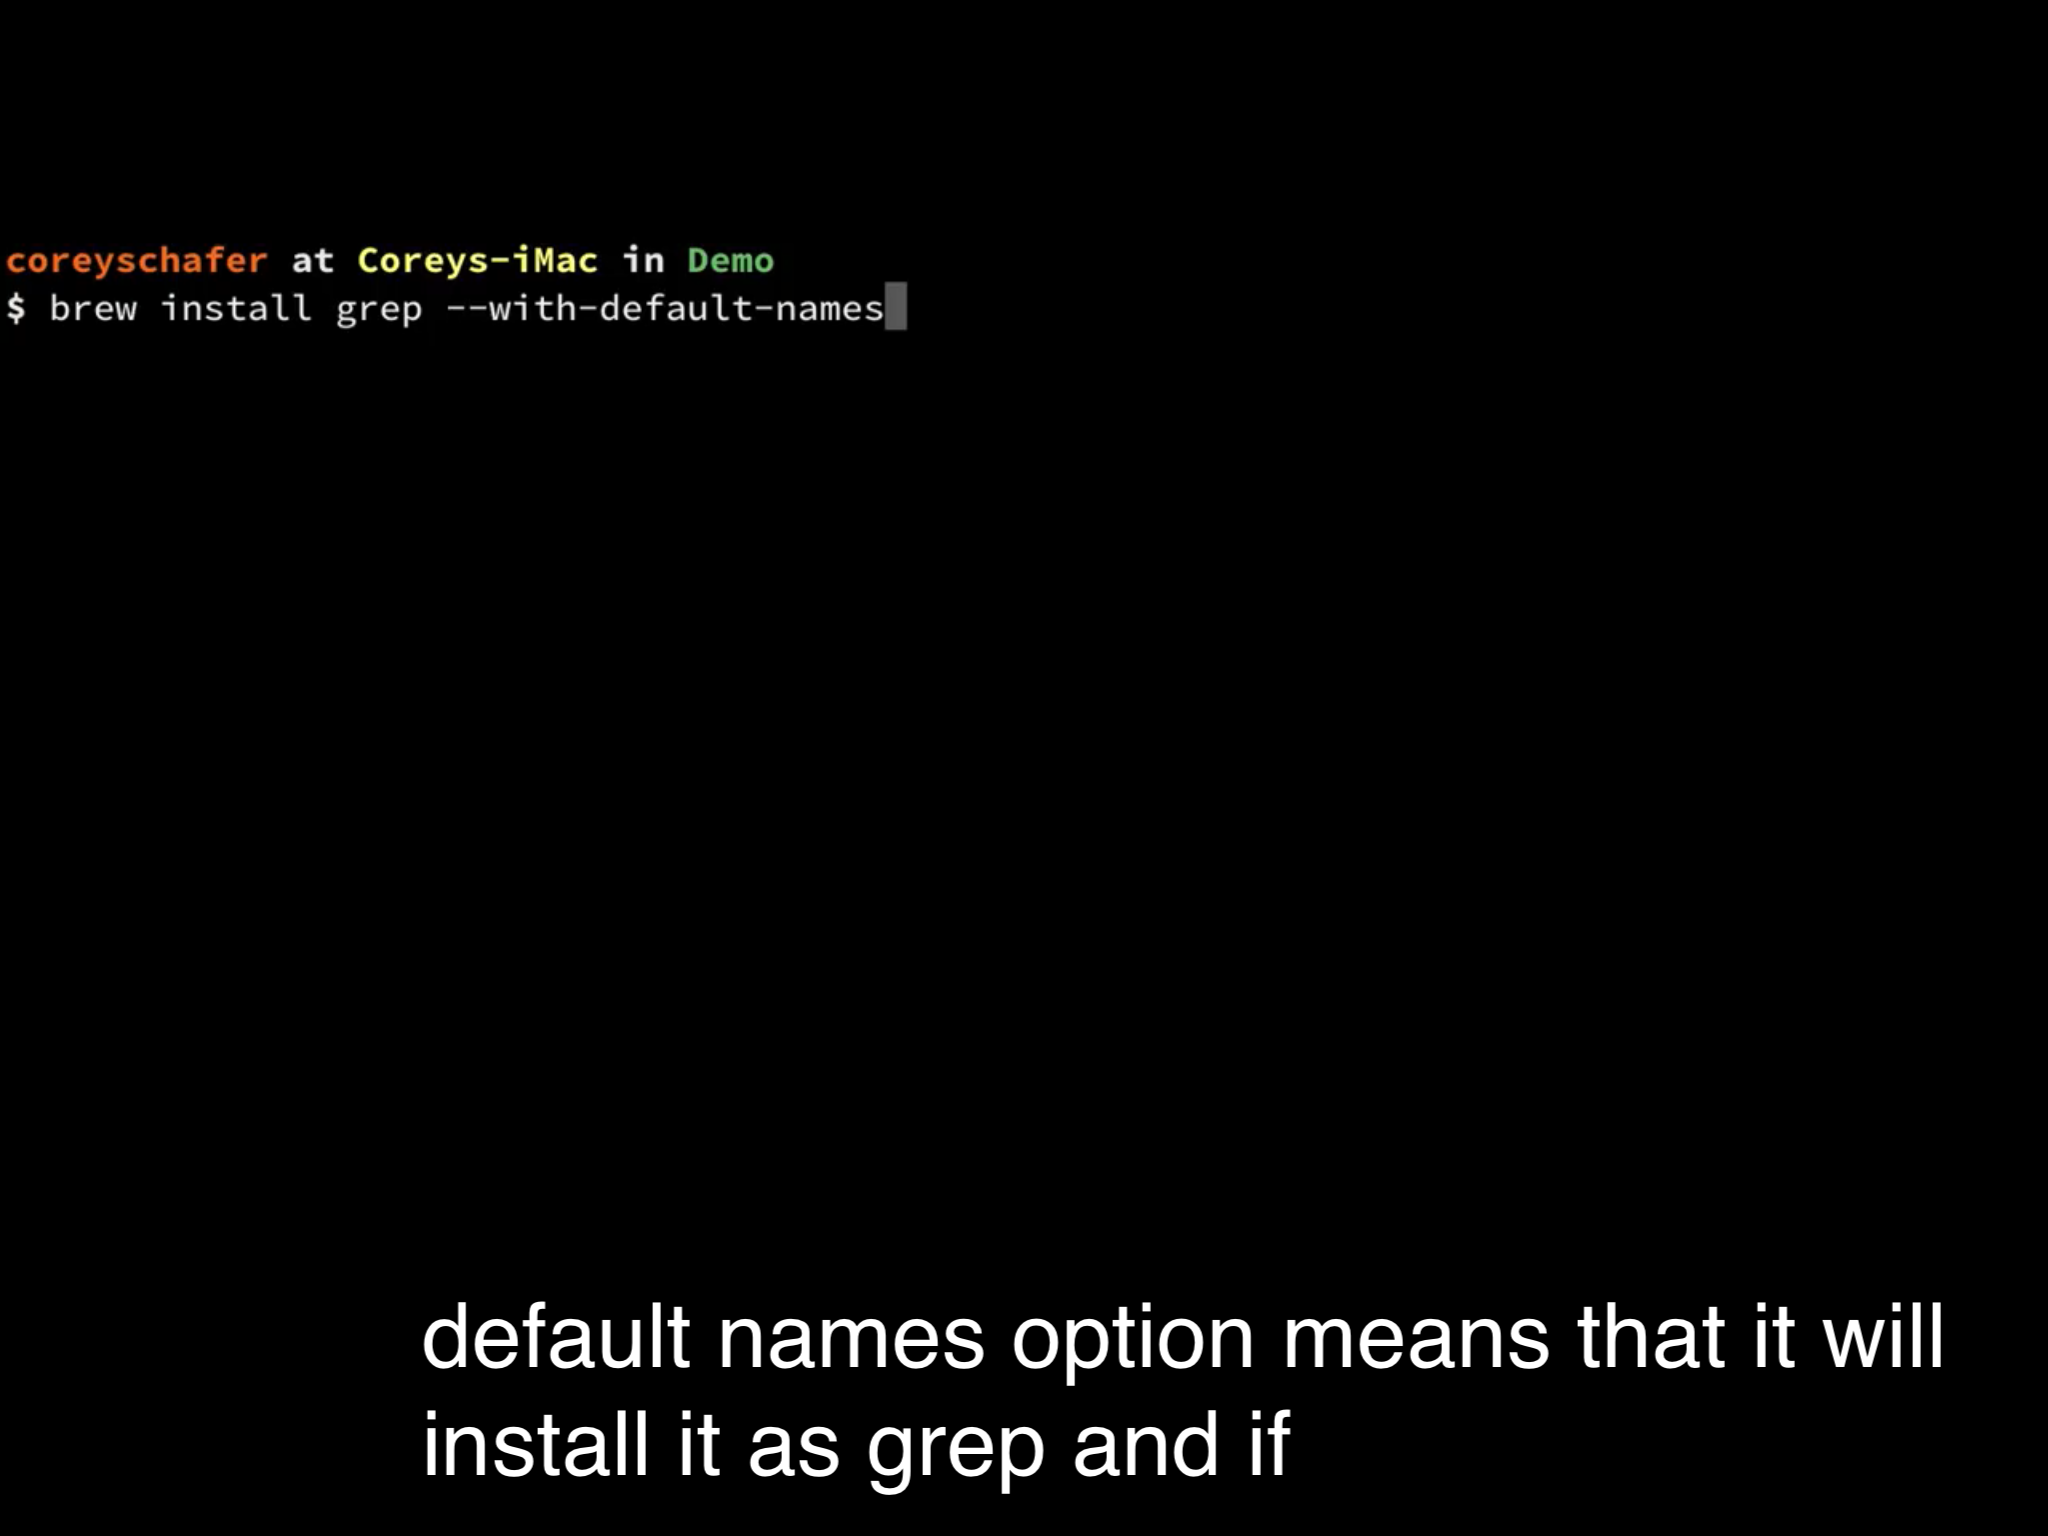 coreyschafer at Coreys-iMac in Demo
$ brew install grep --with-default-names
default names option means that it will
install it as grep and if